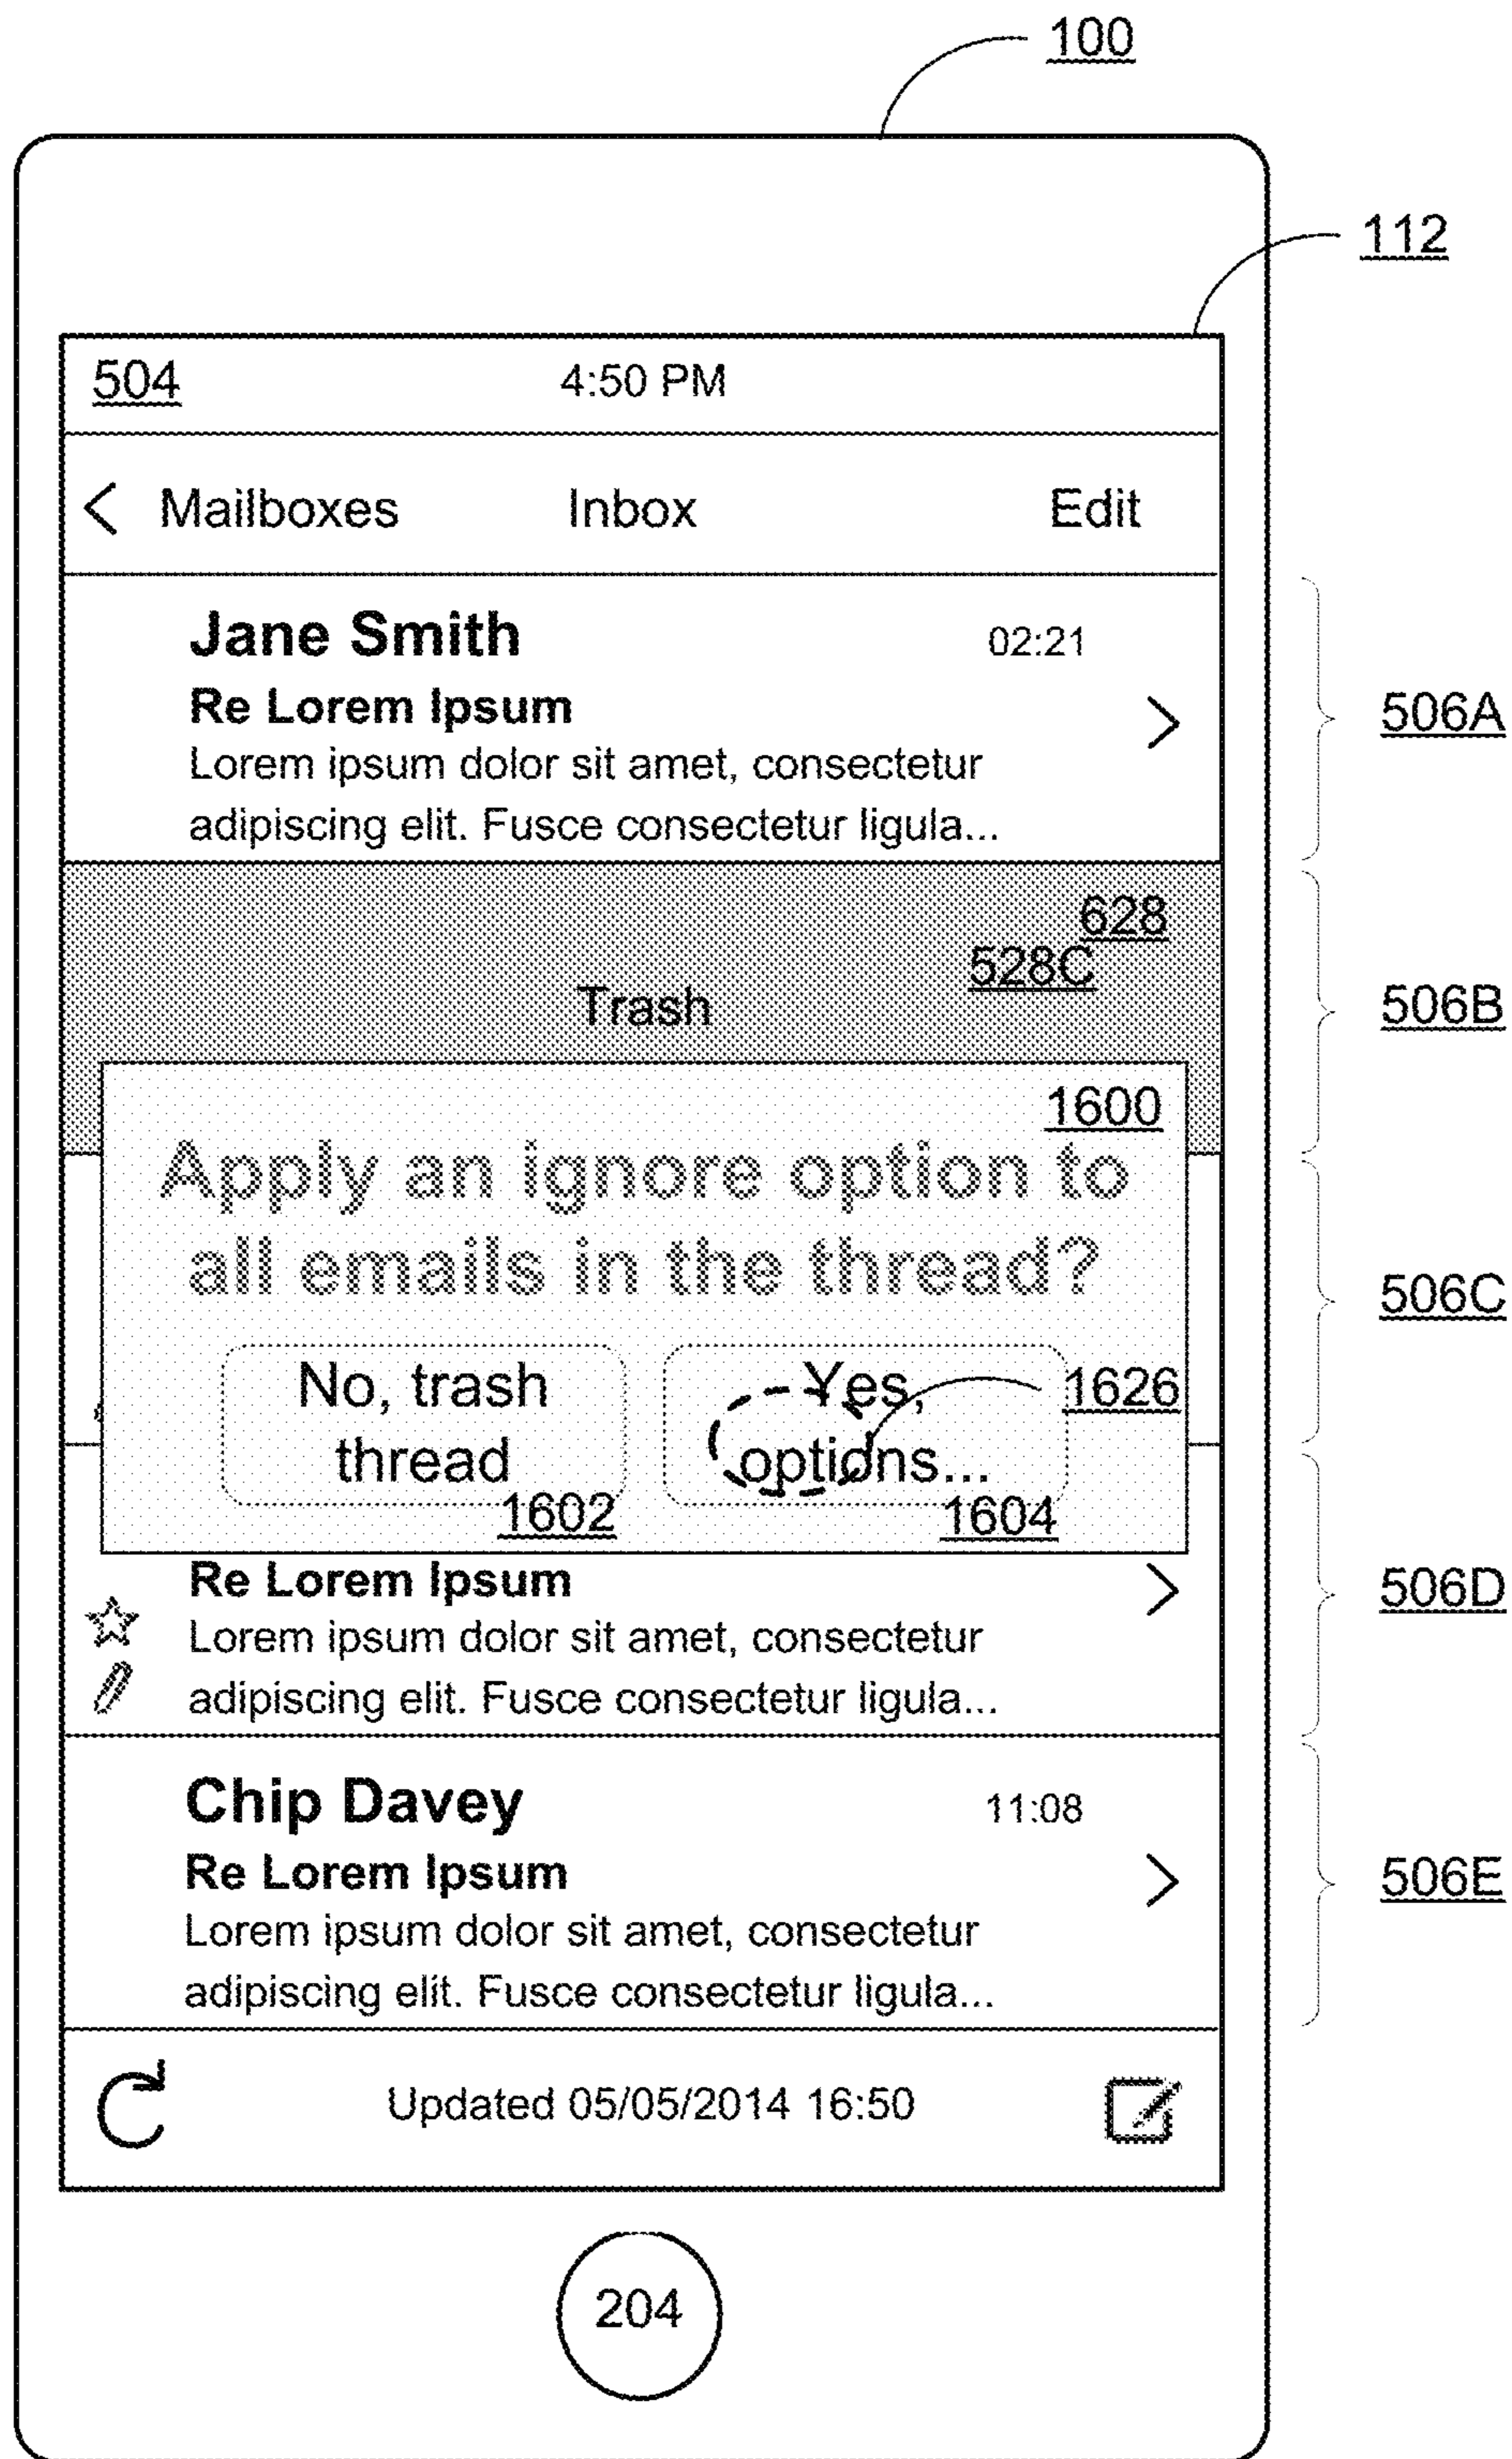 100
112
504 4:50 PM
< Mailboxes Inbox Edit
Jane Smith 02:21
Re Lorem Ipsum
Lorem ipsum dolor sit amet, consectetur
adipiscing elit. Fusce consectetur ligula...
506A
628
528C
Trash
506B
1600
Apply an ignore option to
all emails in the thread?
506C
No, trash
thread
1602
Yes,
options...
1626
1604
Re Lorem Ipsum
Lorem ipsum dolor sit amet, consectetur
adipiscing elit. Fusce consectetur ligula...
506D
Chip Davey 11:08
Re Lorem Ipsum
Lorem ipsum dolor sit amet, consectetur
adipiscing elit. Fusce consectetur ligula...
506E
Updated 05/05/2014 16:50
204